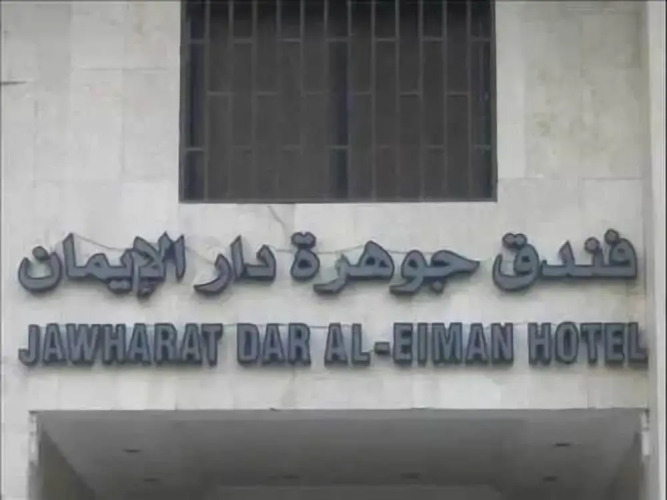 فندق جوهرة دار الإيمان
JAWHARAT DAR AL-EIMAN HOTEL